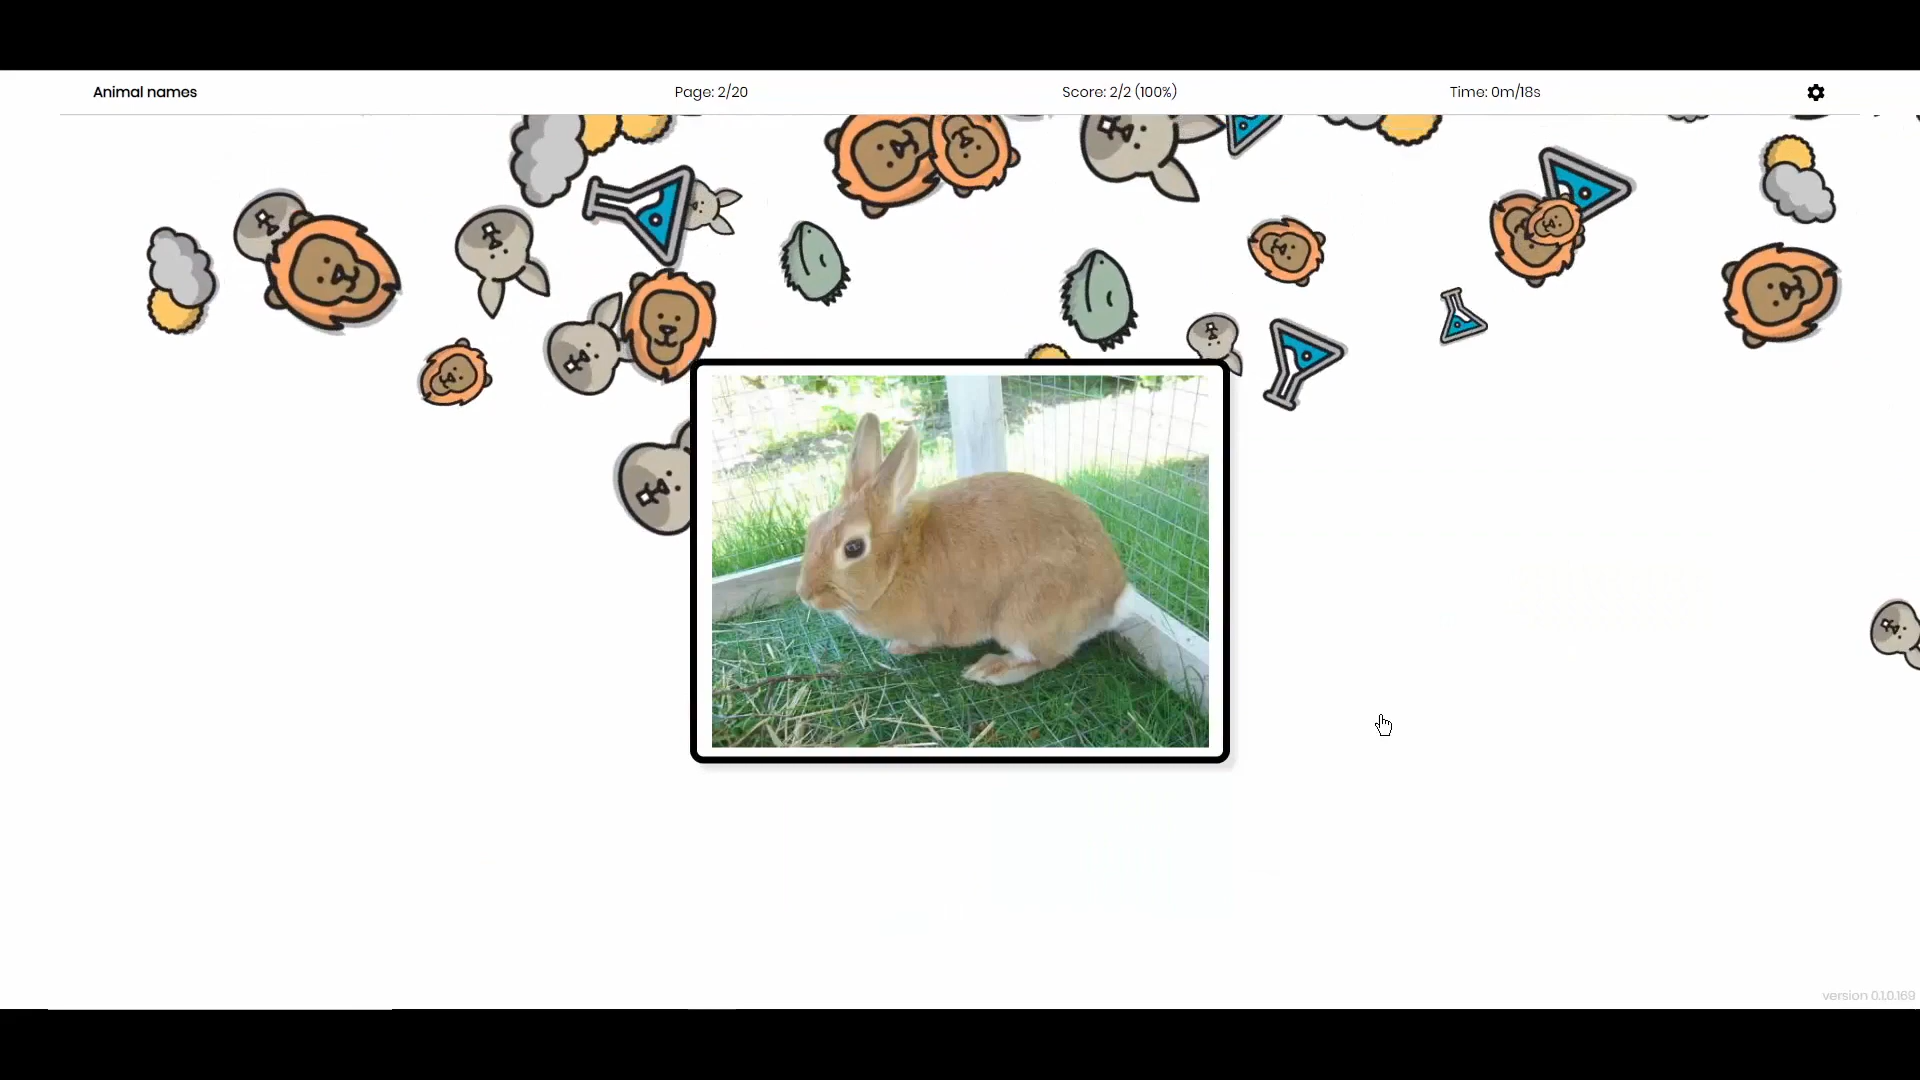 Animal names
Page: 2/20
Score: 2/2 (100%)
Time: 0m/18s
version 0.1.0.169